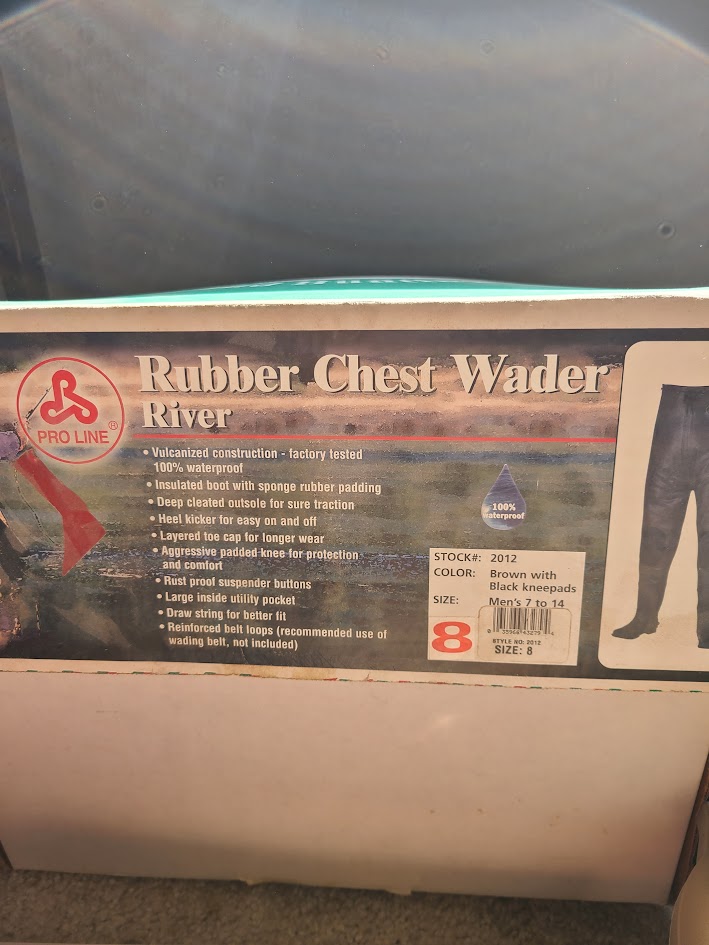 Rubber Chest Wader
River
PRO LINE®
• Vulcanized construction - factory tested
100% waterproof
• Insulated boot with sponge rubber padding
• Deep cleated outsole for sure traction
• Heel kicker for easy on and off
• Layered toe cap for longer wear
• Aggressive padded knee for protection
and comfort
• Rust proof suspender buttons
• Large inside utility pocket
• Draw string for better fit
• Reinforced belt loops (recommended use of
wading belt, not included)
100%
waterproof
STOCK#: 2012
COLOR: Brown with
Black kneepads
SIZE: Men's 7 to 14
8
STYLE NO: 2012
SIZE: 8